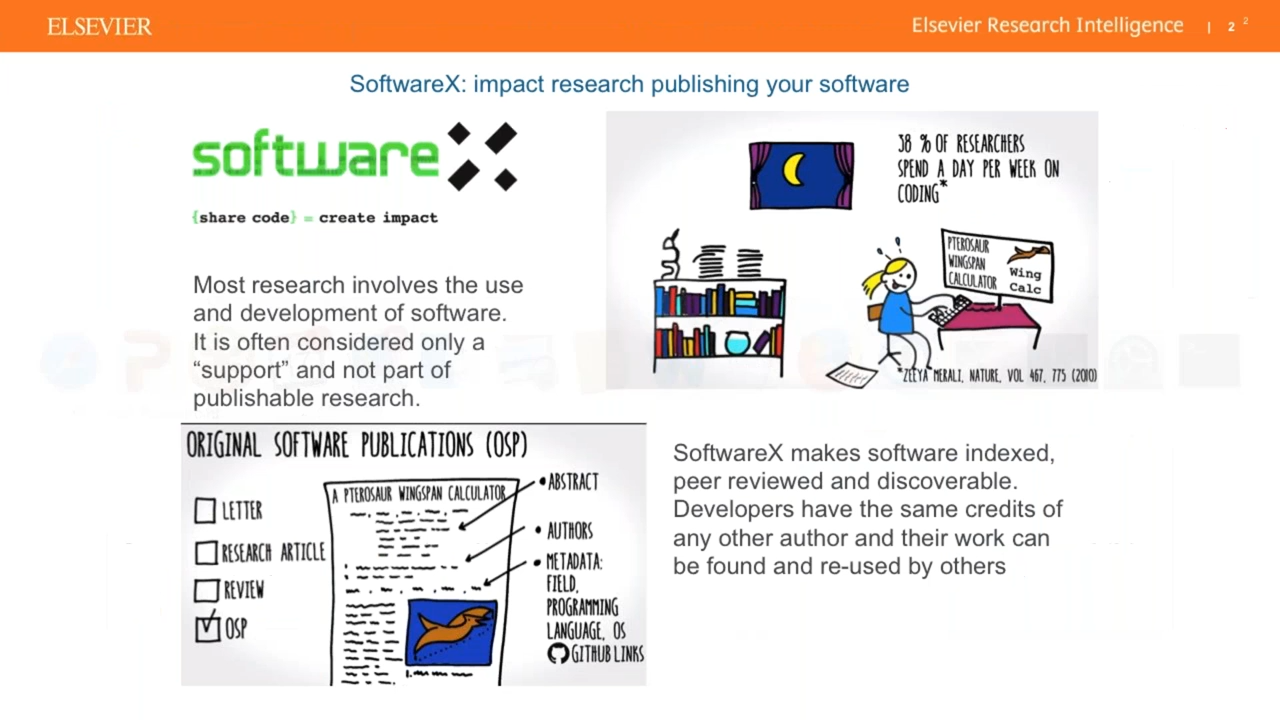 ELSEVIER
Elsevier Research Intelligence | 2 2
SoftwareX: impact research publishing your software
software X
{share code} = create impact
Most research involves the use
and development of software.
It is often considered only a
“support” and not part of
publishable research.
38 % OF RESEARCHERS
SPEND A DAY PER WEEK ON
CODING*
PTEROSAUR
WINGSPAN
CALCULATOR
Wing
Calc
*ZEEYA MERALI, NATURE, VOL 467, 775 (2010)
ORIGINAL SOFTWARE PUBLICATIONS (OSP)
LETTER
RESEARCH ARTICLE
REVIEW
OSP
A PTEROSAUR WINGSPAN CALCULATOR
• ABSTRACT
• AUTHORS
• METADATA:
FIELD,
PROGRAMMING
LANGUAGE, OS
GITHUB LINKS
SoftwareX makes software indexed,
peer reviewed and discoverable.
Developers have the same credits of
any other author and their work can
be found and re-used by others